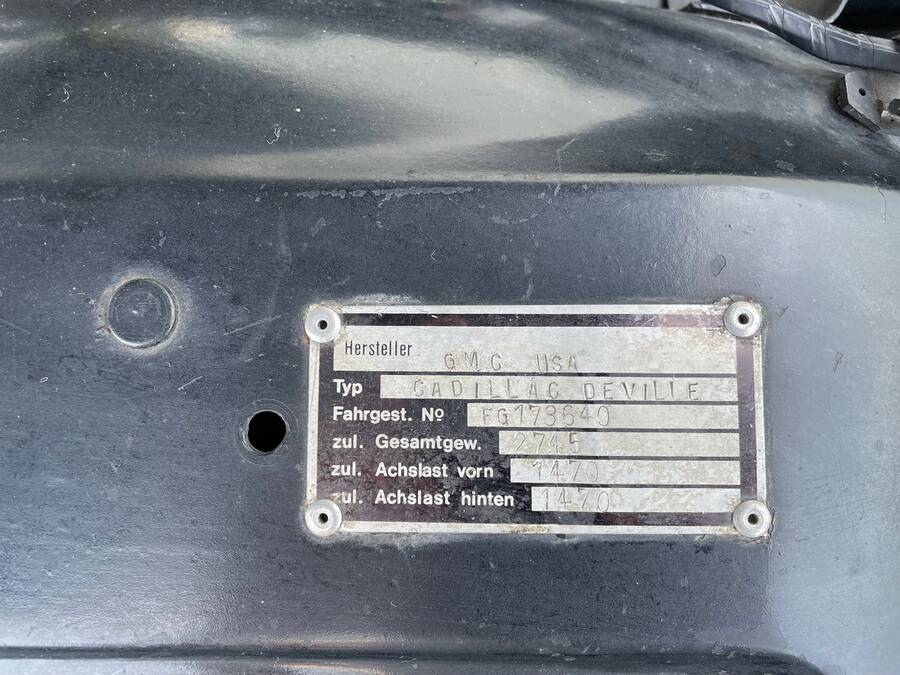 Hersteller GMC USA
Typ CADILLAC DEVILLE
Fahrgest. Nº FG173640
zul. Gesamtgew. 2745
zul. Achslast vorn 1470
zul. Achslast hinten 1470